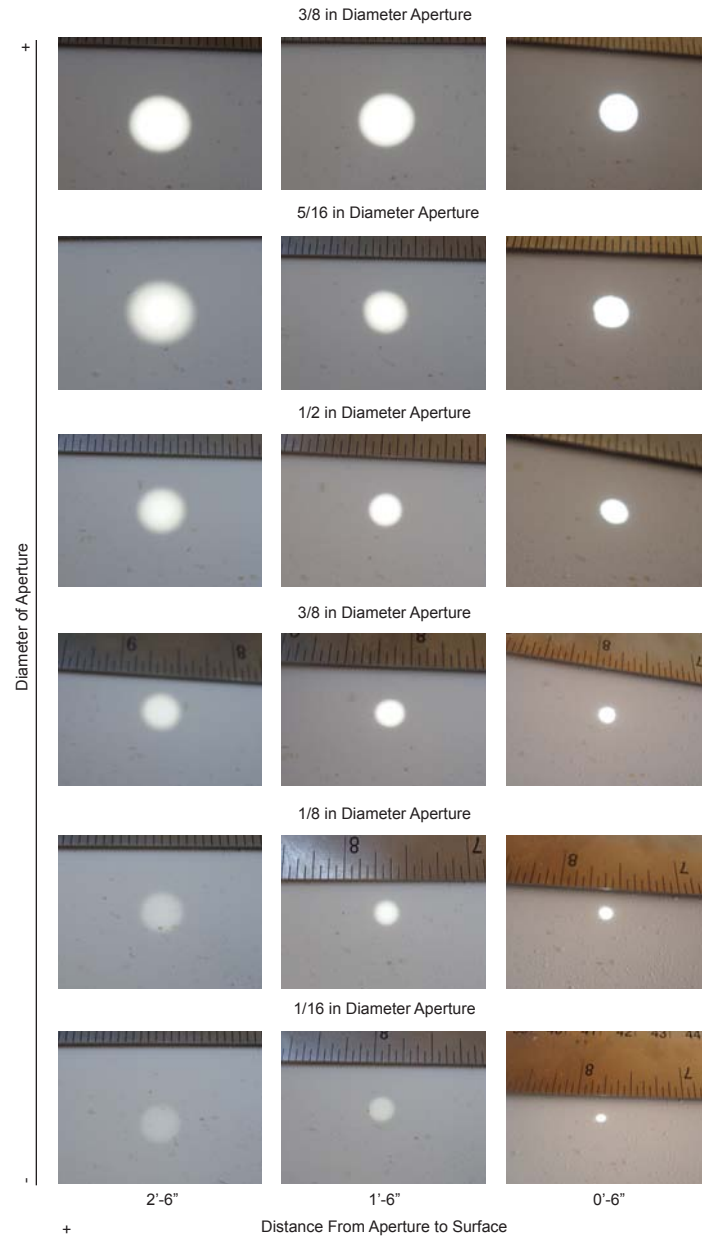 3/8 in Diameter Aperture
+
5/16 in Diameter Aperture
1/2 in Diameter Aperture
Diameter of Aperture
3/8 in Diameter Aperture
9 8
8
8 7
1/8 in Diameter Aperture
8 7
8 7
1/16 in Diameter Aperture
8
41 42 43 44
8 7
-
2’-6” 1’-6” 0’-6”
+ Distance From Aperture to Surface